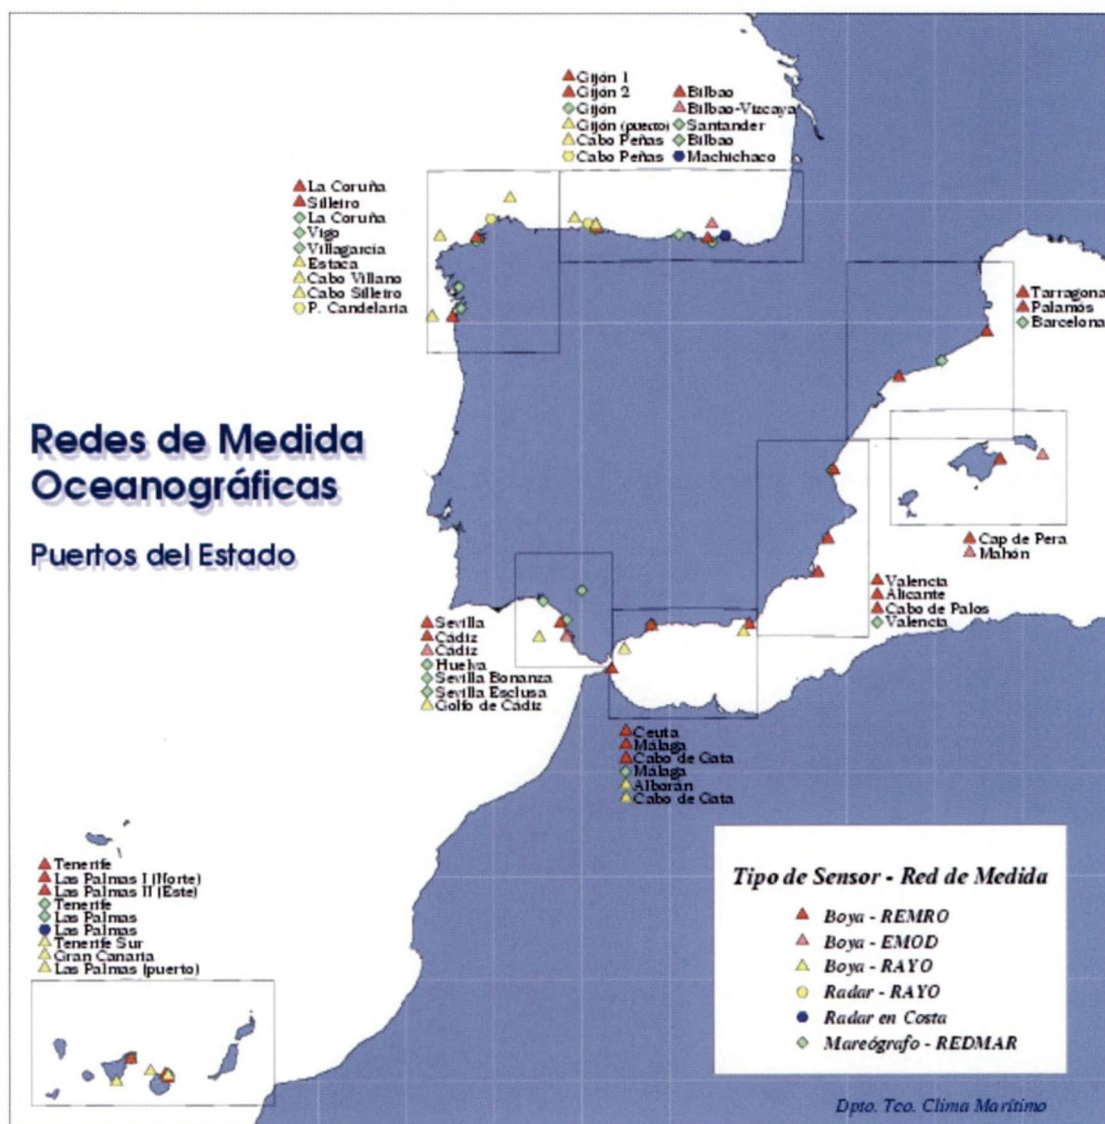 Gijón 1
Gijón 2
Gijón
Gijón (puerto)
Cabo Peñas
Cabo Peñas
Bilbao
Bilbao-Vizcaya
Santander
Bilbao
Machichaco
La Coruña
Silleiro
La Coruña
Vigo
Villagarcía
Estaca
Cabo Villano
Cabo Silleiro
P. Candelaria
Tarragona
Palamós
Barcelona
Redes de Medida
Oceanográficas
Puertos del Estado
Cap de Pera
Mahón
Valencia
Alicante
Cabo de Palos
Valencia
Sevilla
Cádiz
Cádiz
Huelva
Sevilla Bonanza
Sevilla Esclusa
Golfo de Cádiz
Ceuta
Málaga
Cabo de Gata
Málaga
Alborán
Cabo de Gata
Tenerife
Las Palmas I (Norte)
Las Palmas II (Este)
Tenerife
Las Palmas
Las Palmas
Tenerife Sur
Gran Canaria
Las Palmas (puerto)
Tipo de Sensor - Red de Medida
Boya - REMRO
Boya - EMOD
Boya - RAYO
Radar - RAYO
Radar en Costa
Mareógrafo - REDMAR
Dpto. Tco. Clima Marítimo